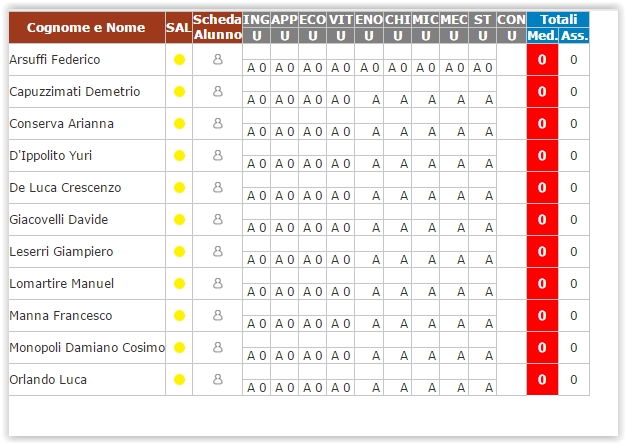 Cognome e Nome SAL Scheda Alunno ING APP ECO VIT ENO CHI MIC MEC ST CON Totali
U U U U U U U U U U Med. Ass.
Arsuffi Federico A 0 A 0 A 0 A 0 A 0 A 0 A 0 A 0 A 0 0 0
Capuzzimati Demetrio A 0 A 0 A 0 A 0 A A A A A 0 0
Conserva Arianna A 0 A 0 A 0 A 0 A A A A A 0 0
D'Ippolito Yuri A 0 A 0 A 0 A 0 A A A A A 0 0
De Luca Crescenzo A 0 A 0 A 0 A 0 A A A A A 0 0
Giacovelli Davide A 0 A 0 A 0 A 0 A A A A A 0 0
Leserri Giampiero A 0 A 0 A 0 A 0 A A A A A 0 0
Lomartire Manuel A 0 A 0 A 0 A 0 A A A A A 0 0
Manna Francesco A 0 A 0 A 0 A 0 A A A A A 0 0
Monopoli Damiano Cosimo A 0 A 0 A 0 A 0 A A A A A 0 0
Orlando Luca A 0 A 0 A 0 A 0 A A A A A 0 0